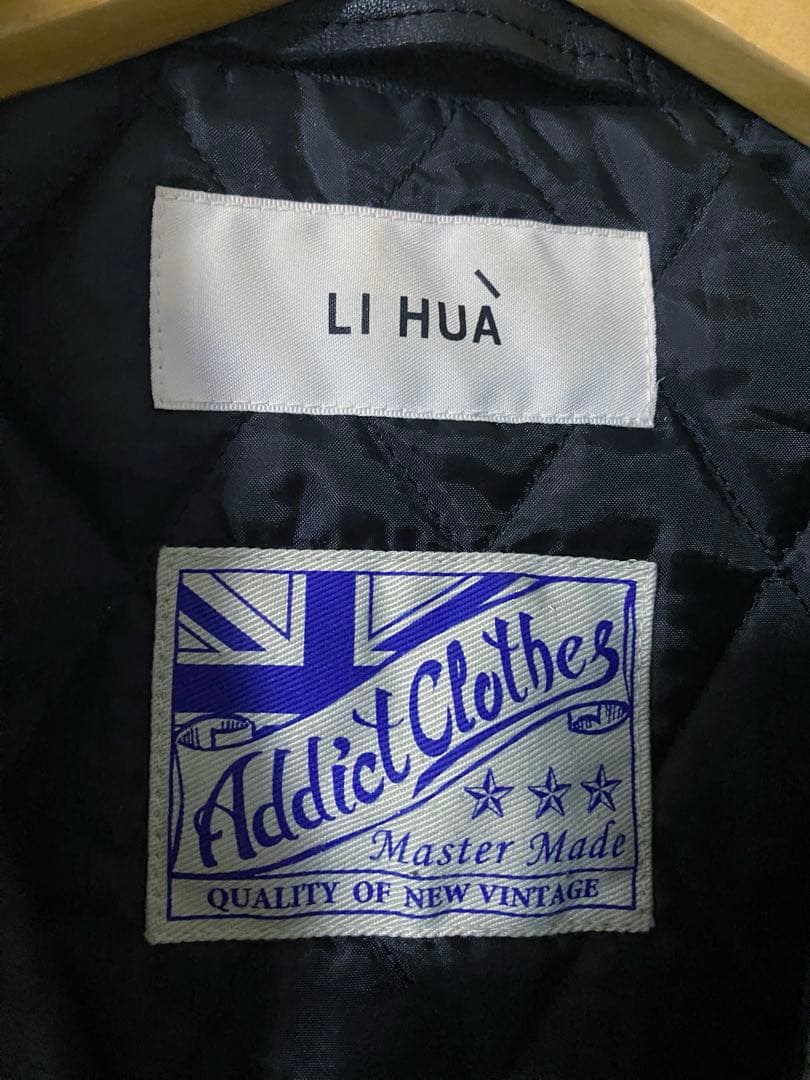 LI HUÀ
Addict Clothes
Master Made
QUALITY OF NEW VINTAGE